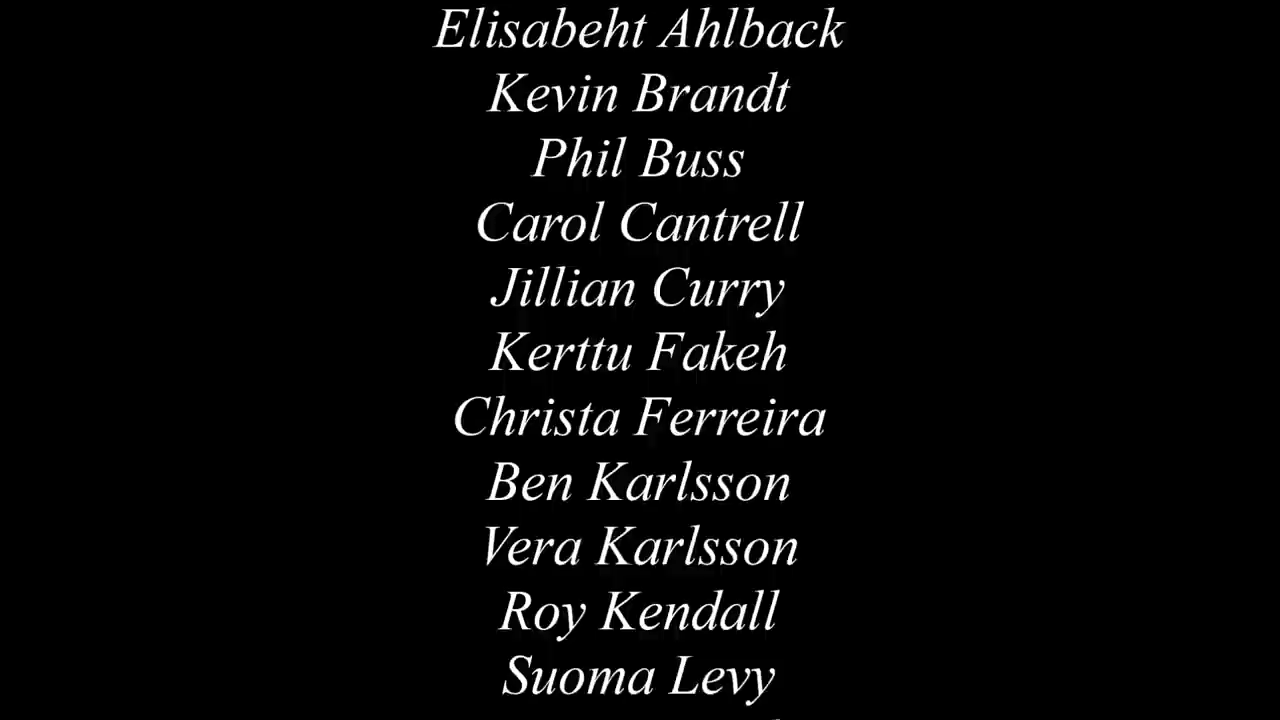 Elisabeht Ahlback
Kevin Brandt
Phil Buss
Carol Cantrell
Jillian Curry
Kerttu Fakeh
Christa Ferreira
Ben Karlsson
Vera Karlsson
Roy Kendall
Suoma Levy